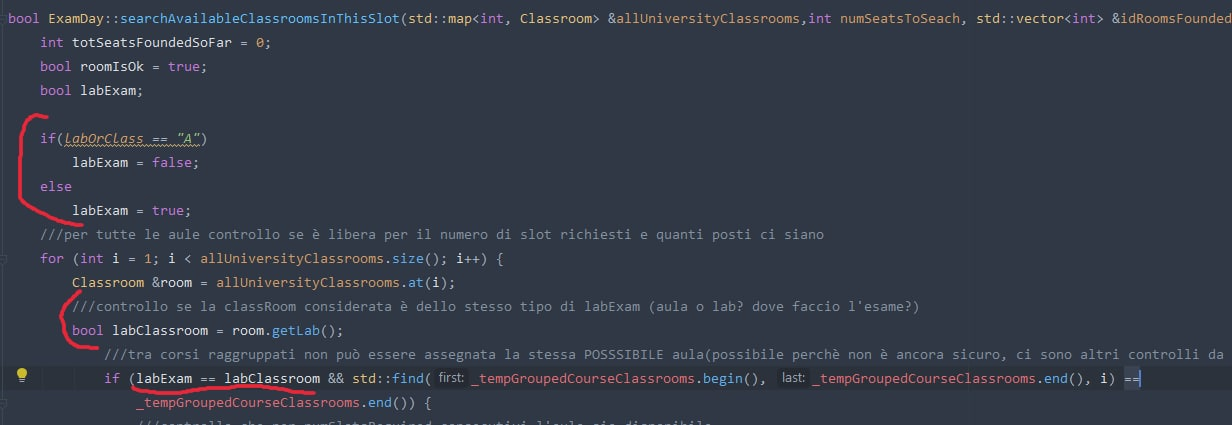 bool ExamDay::searchAvailableClassroomsInThisSlot(std::map<int, Classroom> &allUniversityClassrooms,int numSeatsToSeach, std::vector<int> &idRoomsFounded
int totSeatsFoundedSoFar = 0;
bool roomIsOk = true;
bool labExam;
if(labOrClass == "A")
labExam = false;
else
labExam = true;
///per tutte le aule controllo se è libera per il numero di slot richiesti e quanti posti ci siano
for (int i = 1; i < allUniversityClassrooms.size(); i++) {
Classroom &room = allUniversityClassrooms.at(i);
///controllo se la classRoom considerata è dello stesso tipo di labExam (aula o lab? dove faccio l'esame?)
bool labClassroom = room.getLab();
///tra corsi raggruppati non può essere assegnata la stessa POSSSIBILE aula(possibile perchè non è ancora sicuro, ci sono altri controlli da
if (labExam == labClassroom && std::find( first: _tempGroupedCourseClassrooms.begin(), last: _tempGroupedCourseClassrooms.end(), i) ==
_tempGroupedCourseClassrooms.end()) {